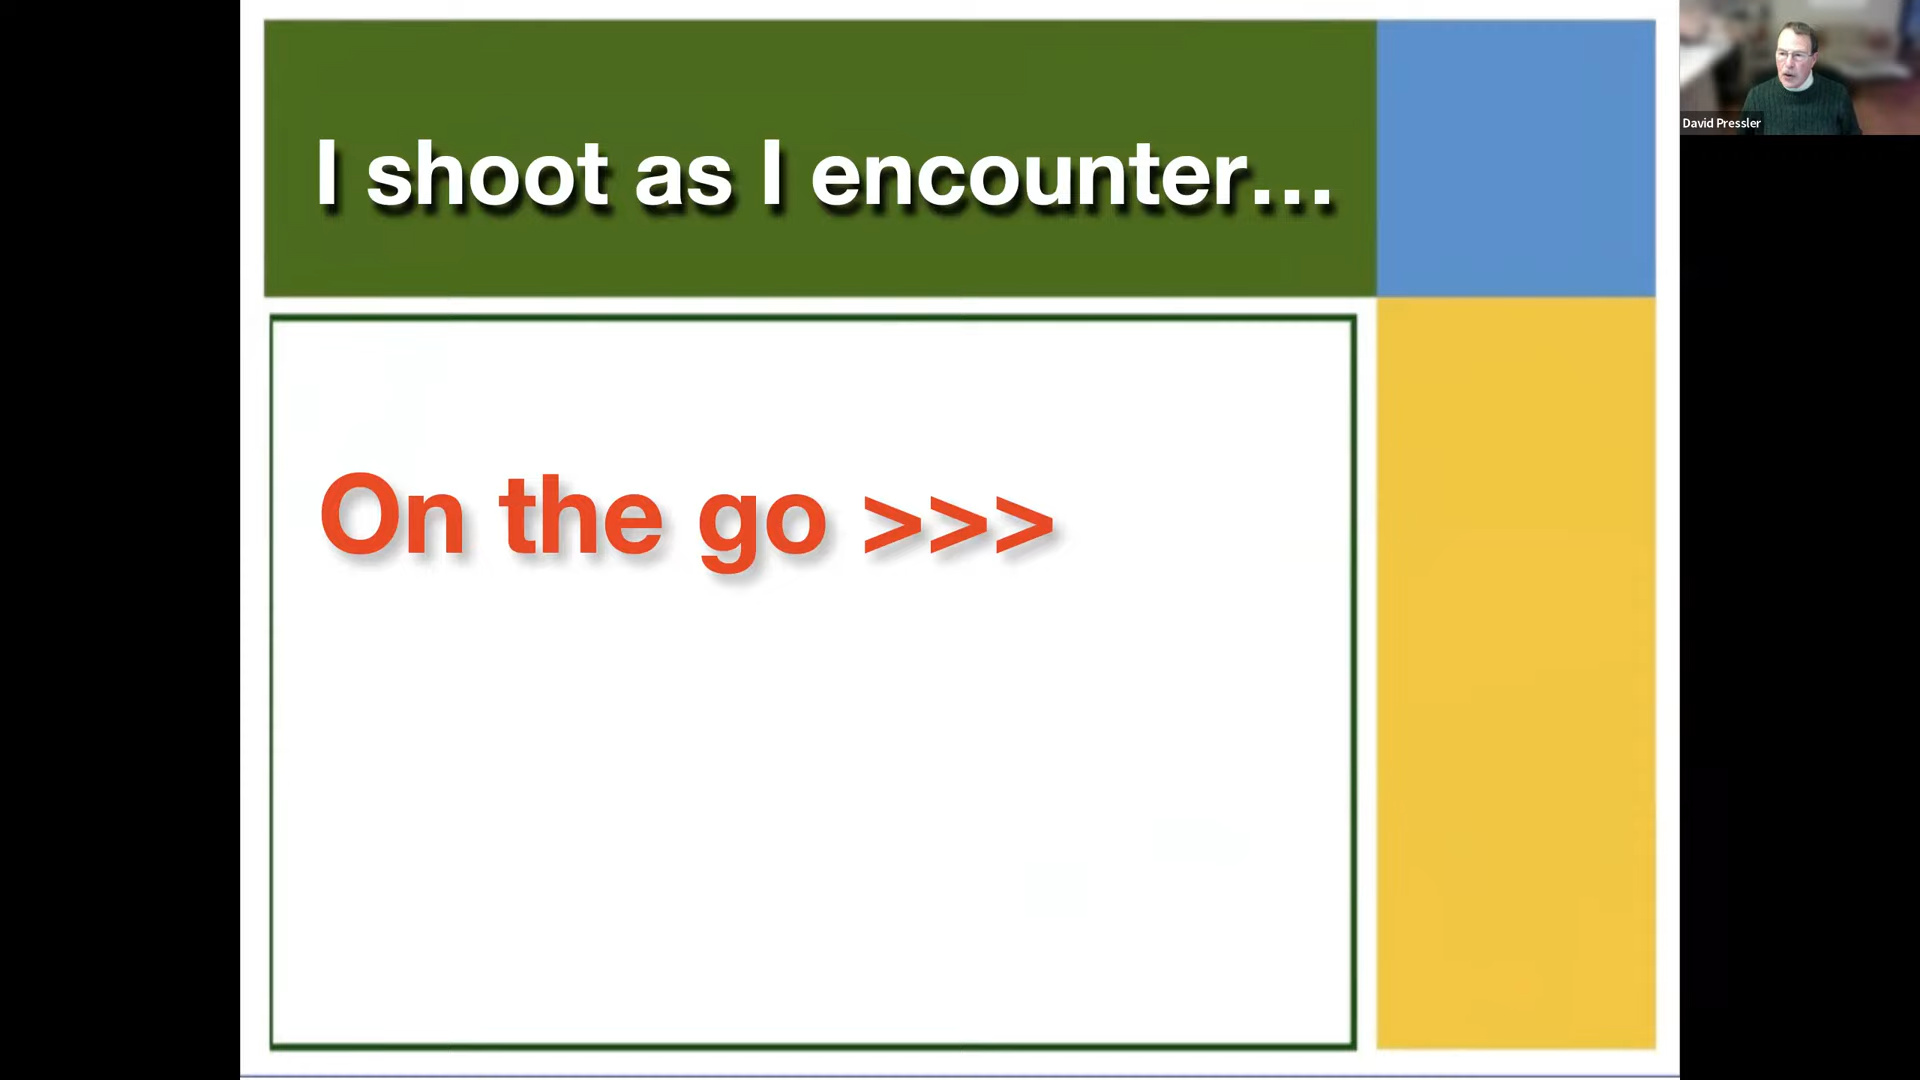 I shoot as I encounter...
On the go >>>
David Pressler